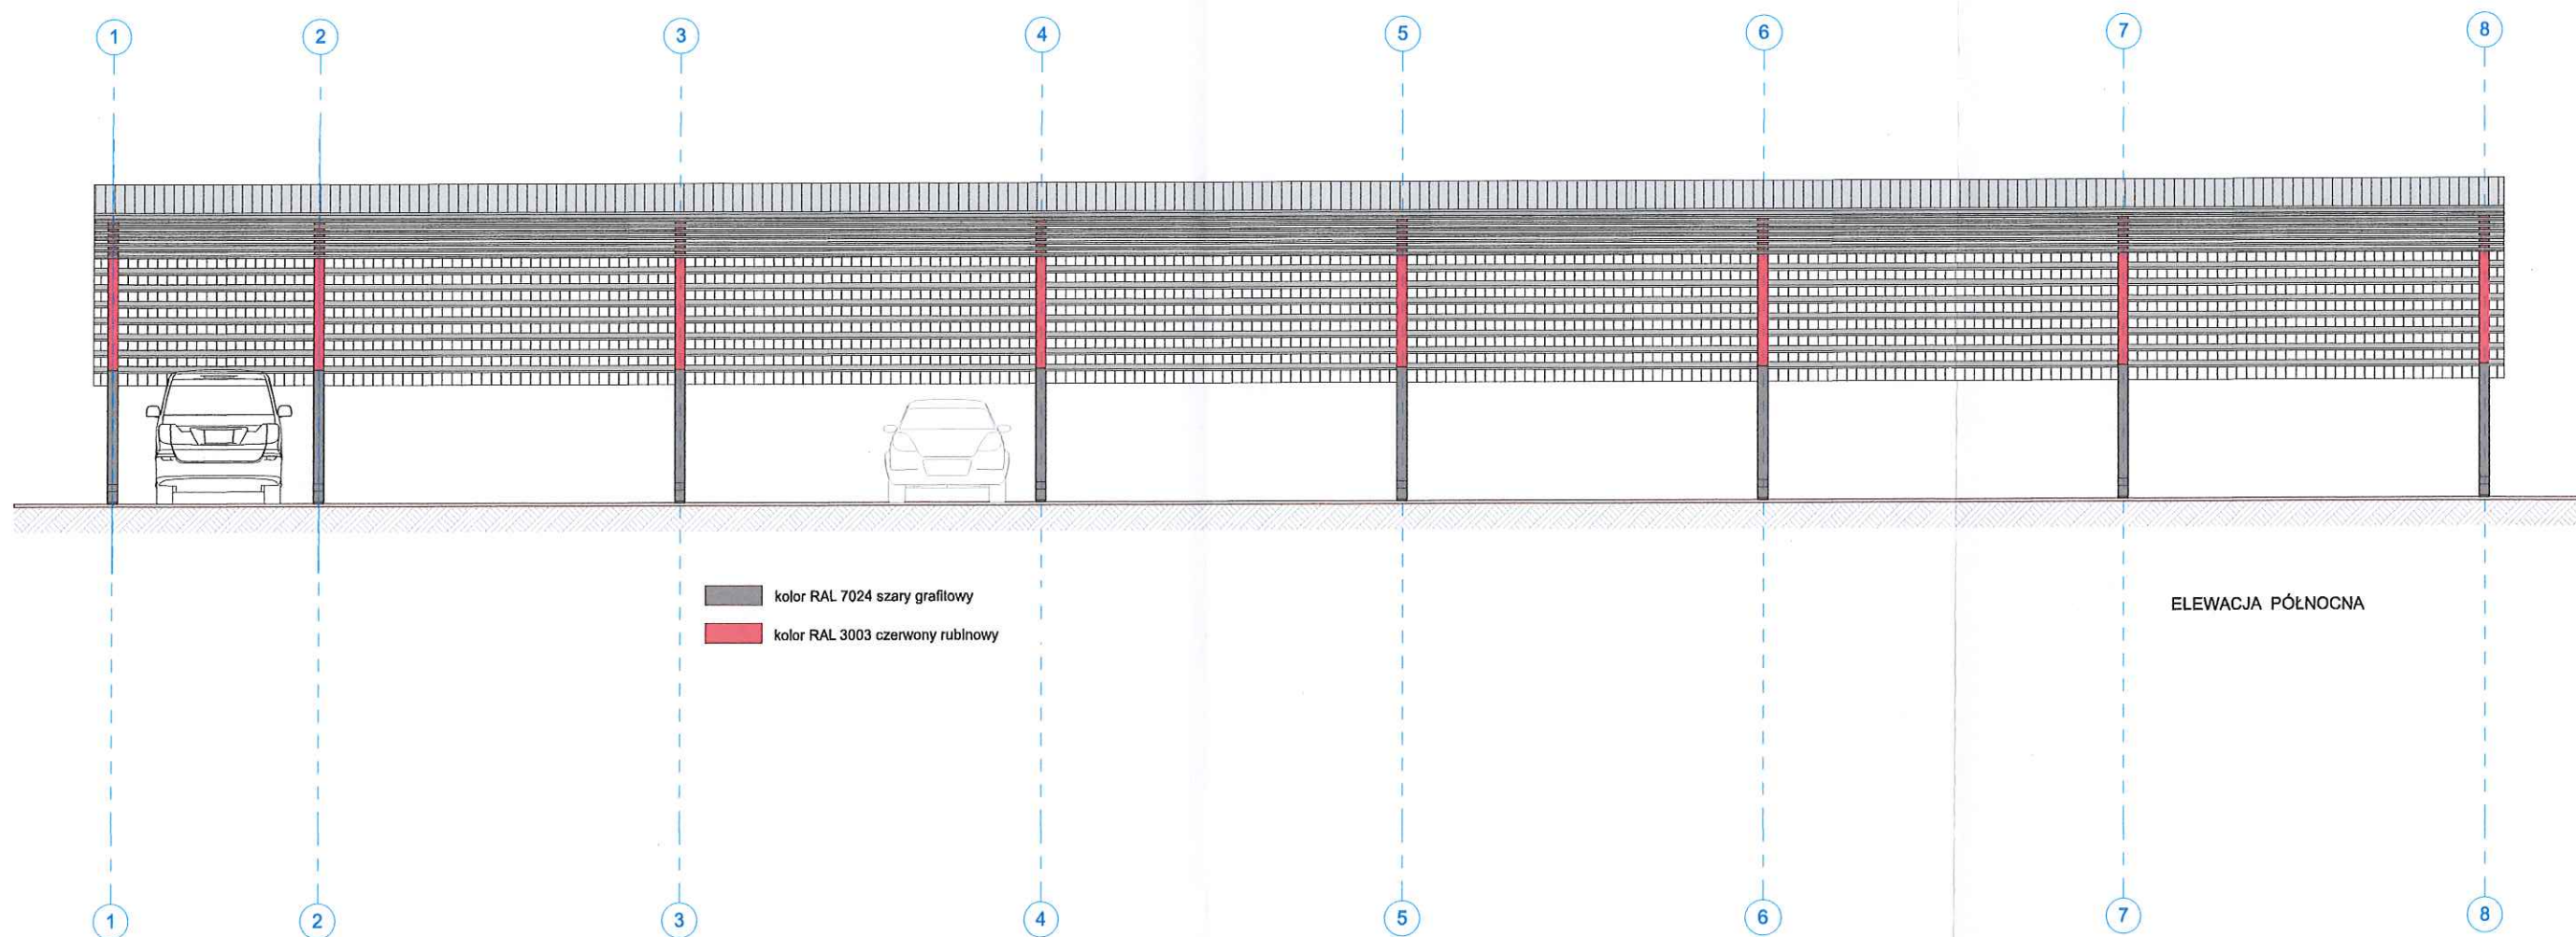 1 2 3 4 5 6 7 8
kolor RAL 7024 szary grafitowy
kolor RAL 3003 czerwony rubinowy
ELEWACJA PÓŁNOCNA
1 2 3 4 5 6 7 8